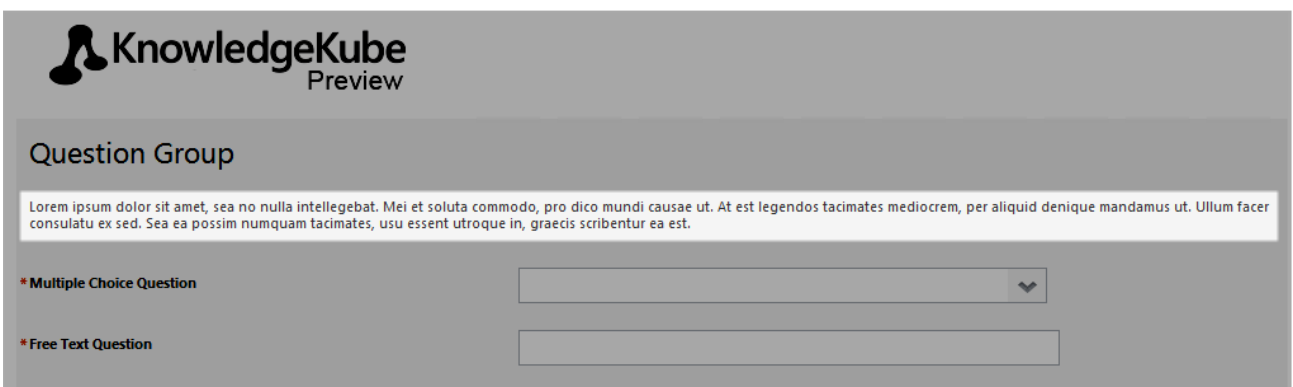 KnowledgeKube
Preview
Question Group
Lorem ipsum dolor sit amet, sea no nulla intellegebat. Mei et soluta commodo, pro dico mundi causae ut. At est legendos tacimates mediocrem, per aliquid denique mandamus ut. Ullum facer
consulatu ex sed. Sea ea possim numquam tacimates, usu essent utroque in, graecis scribentur ea est.
*Multiple Choice Question
*Free Text Question